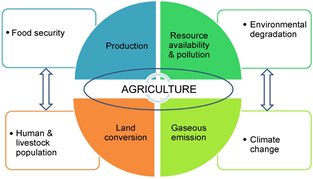 • Food security
Production
Resource
availability
& pollution
• Environmental
degradation
AGRICULTURE
• Human &
livestock
population
Land
conversion
Gaseous
emission
• Climate
change